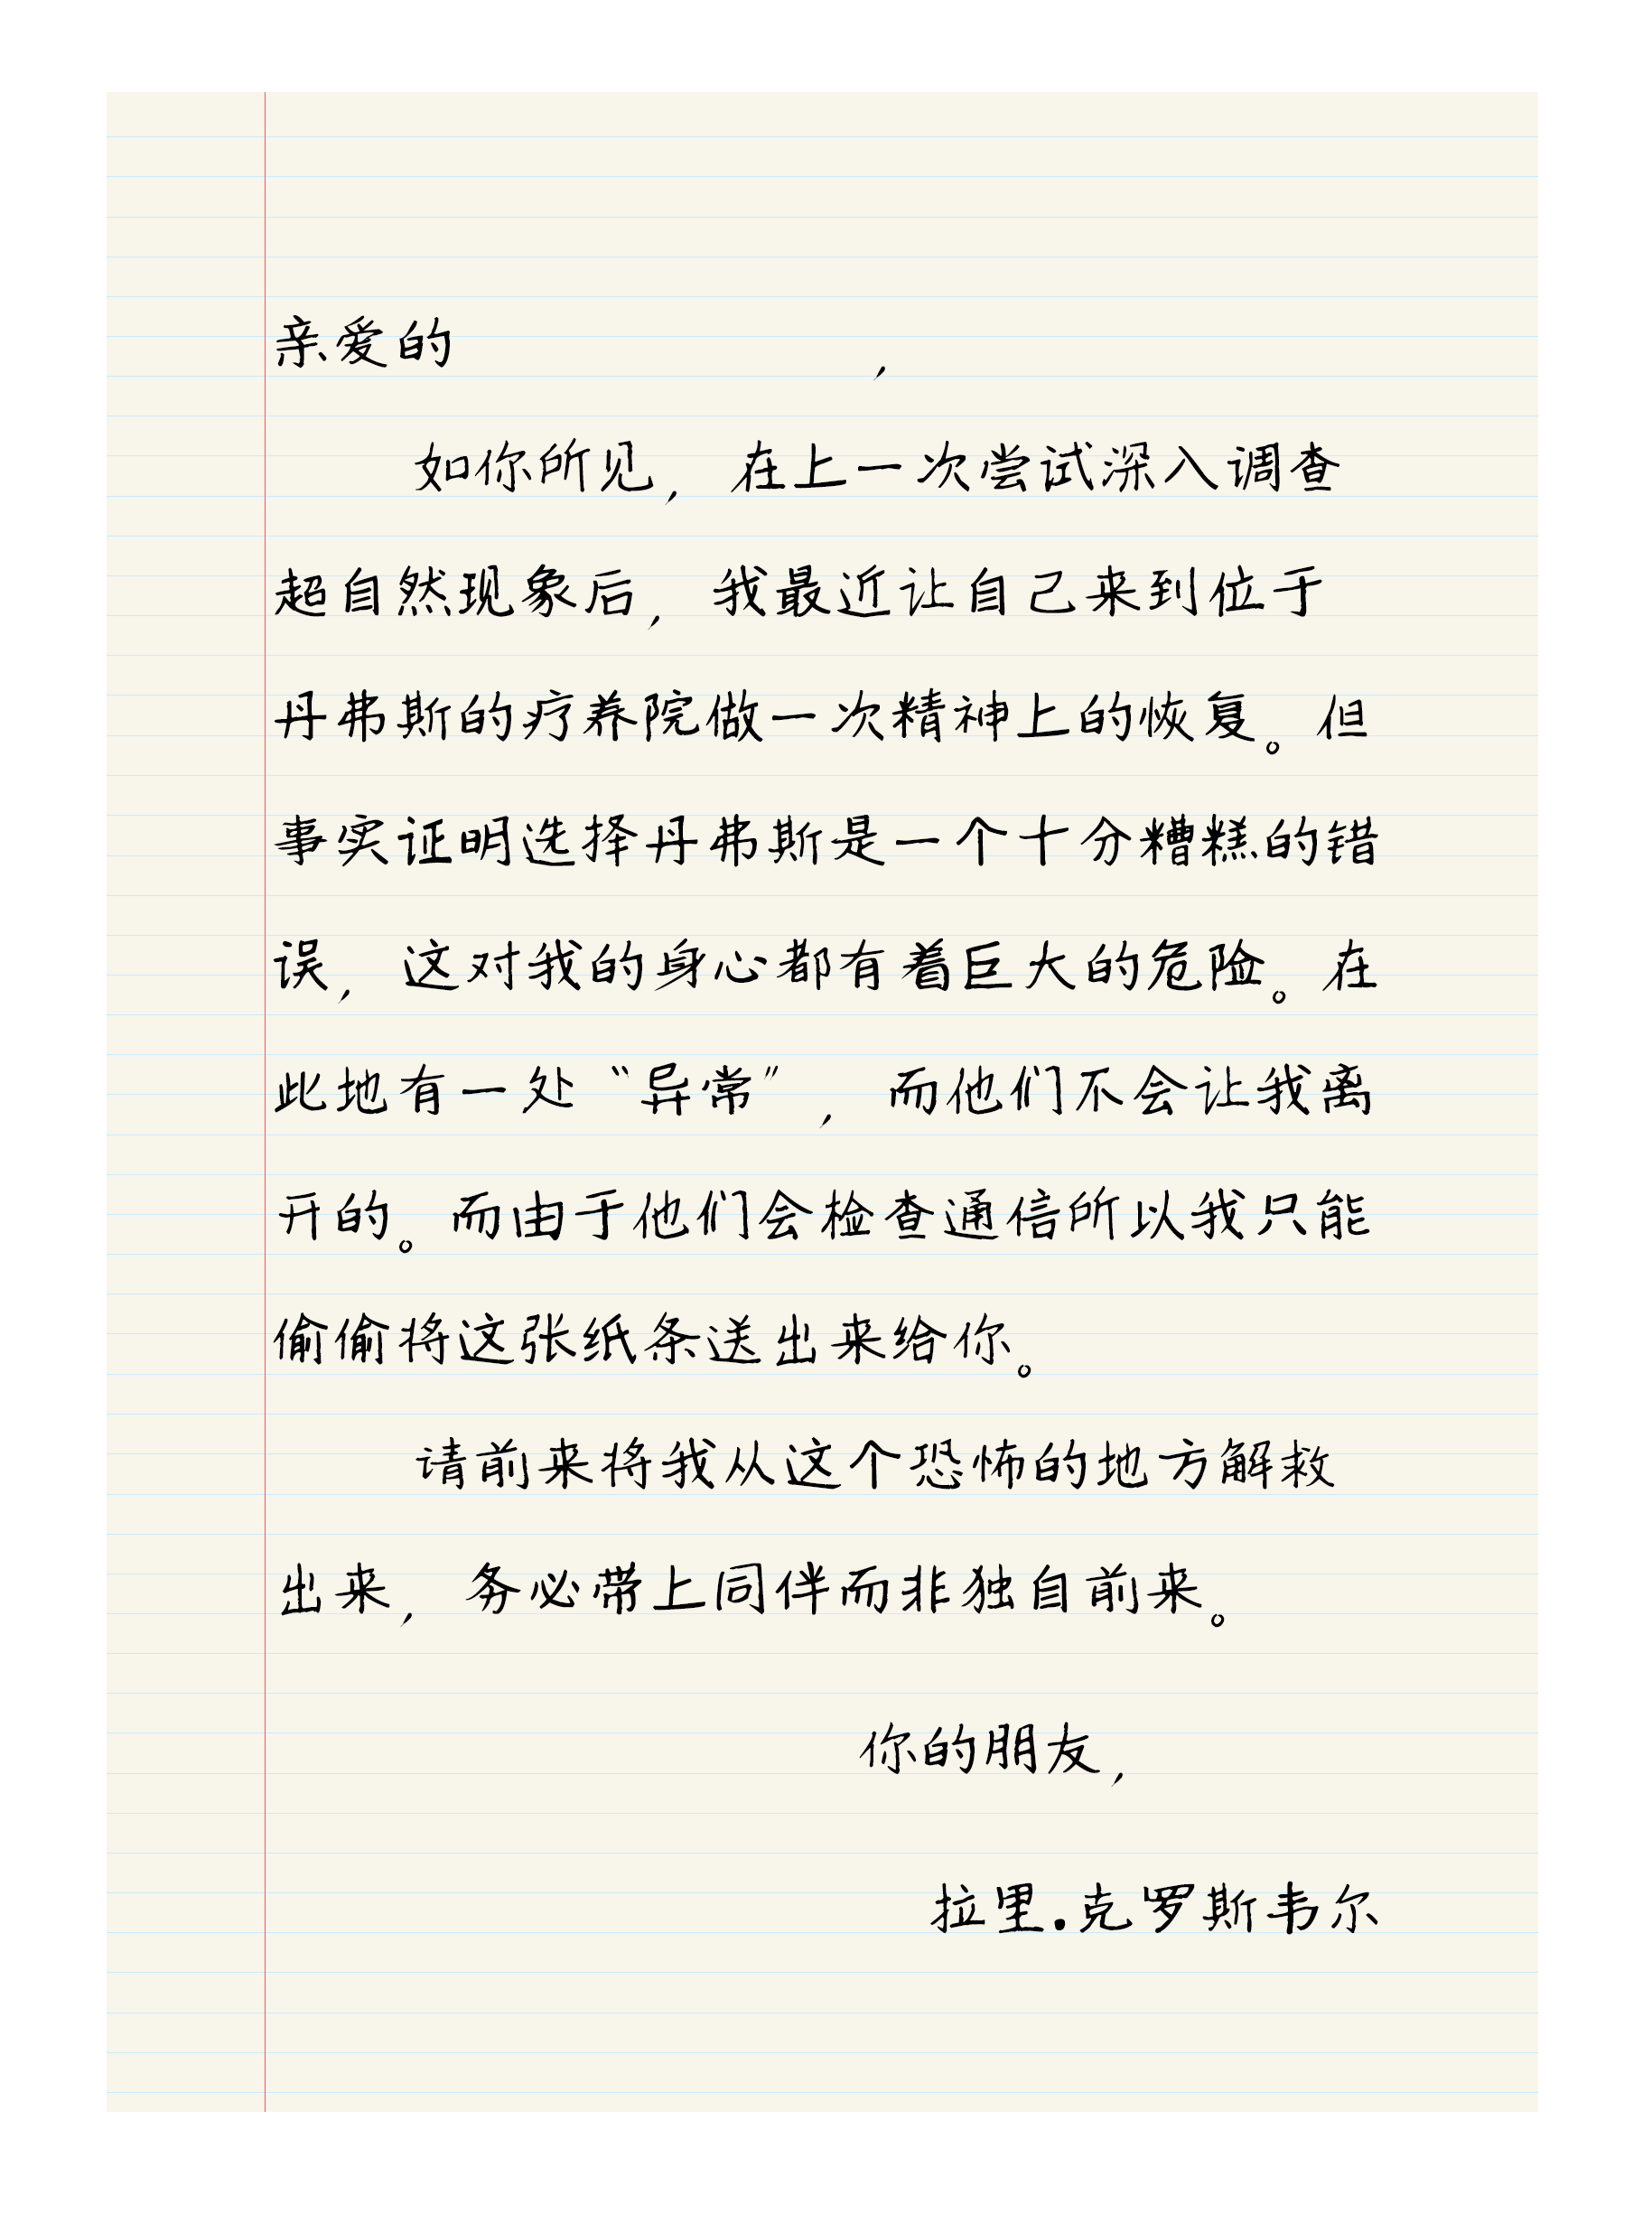 亲爱的 ，
如你所见，在上一次尝试深入调查
超自然现象后，我最近让自己来到位于
丹弗斯的疗养院做一次精神上的恢复。但
事实证明选择丹弗斯是一个十分糟糕的错
误，这对我的身心都有着巨大的危险。在
此地有一处“异常”，而他们不会让我离
开的。而由于他们会检查通信所以我只能
偷偷将这张纸条送出来给你。
请前来将我从这个恐怖的地方解救
出来，务必带上同伴而非独自前来。
你的朋友，
拉里.克罗斯韦尔